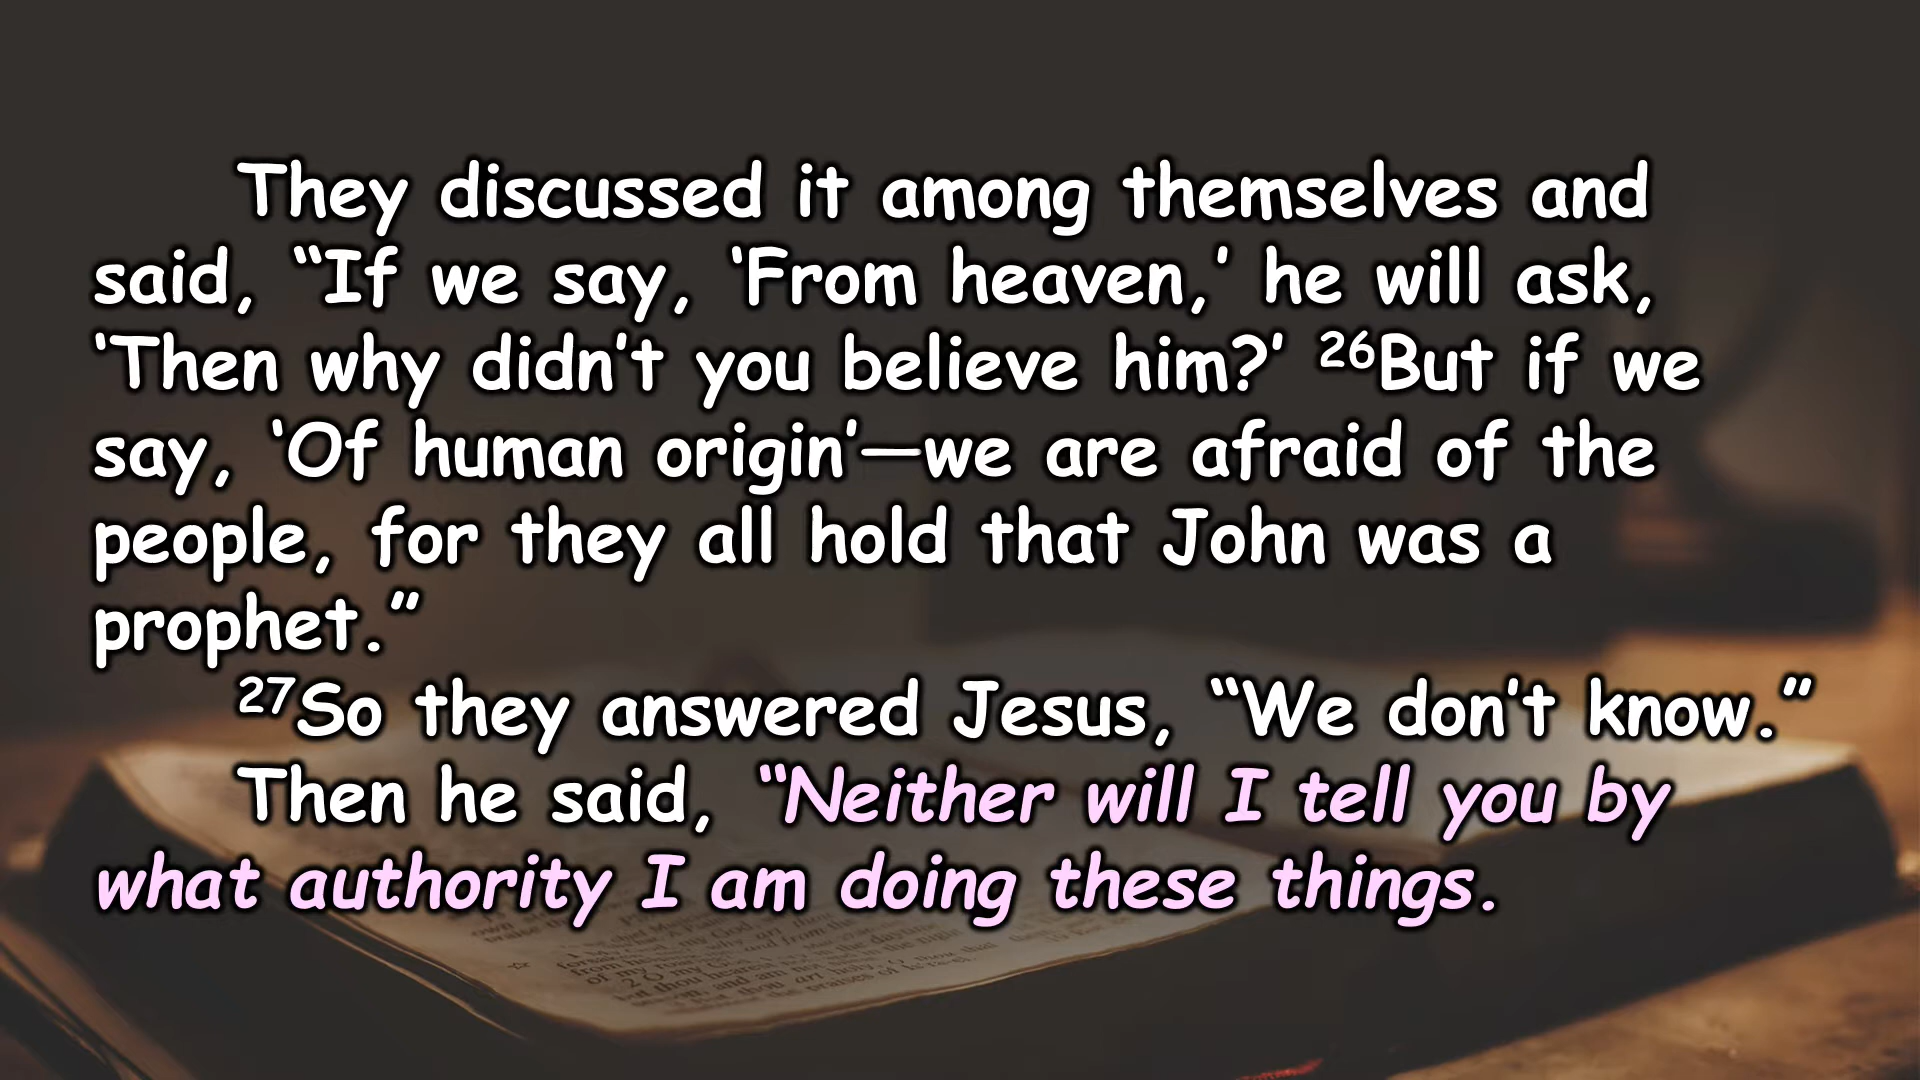 They discussed it among themselves and
said, “If we say, ‘From heaven,’ he will ask,
‘Then why didn’t you believe him?’ ²⁶But if we
say, ‘Of human origin’—we are afraid of the
people, for they all hold that John was a
prophet.”
²⁷So they answered Jesus, “We don’t know.”
Then he said, “Neither will I tell you by
what authority I am doing these things.